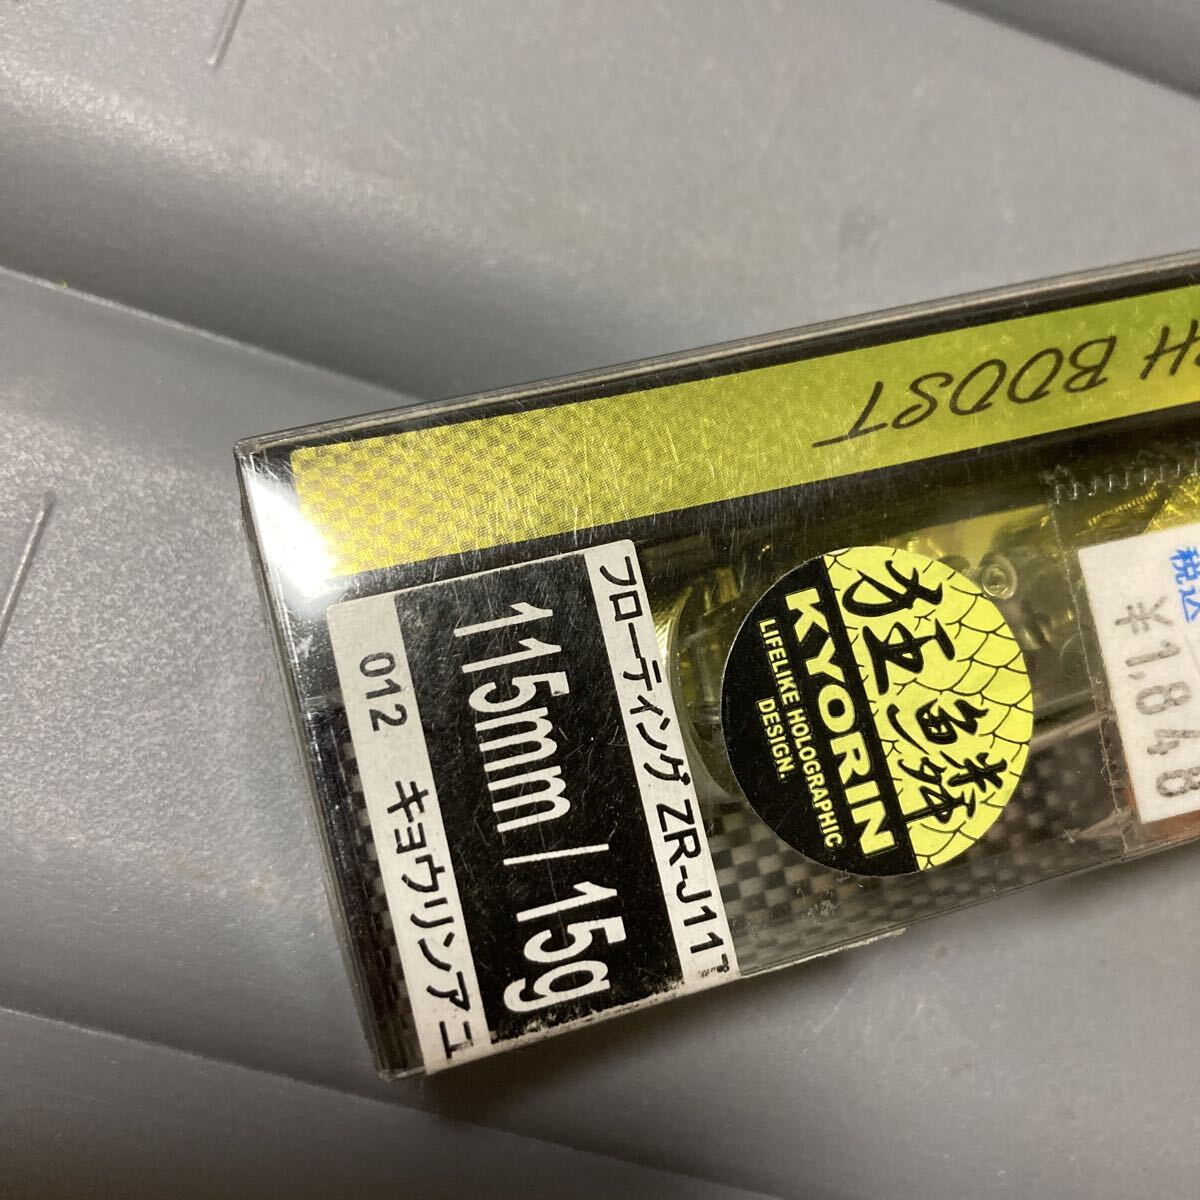 BOOST
フローティング ZR-J11
115mm / 15g
012 キョウリンアユ
狂鱗
KYORIN
LIFELIKE HOLOGRAPHIC
DESIGN.
税込
¥1,848